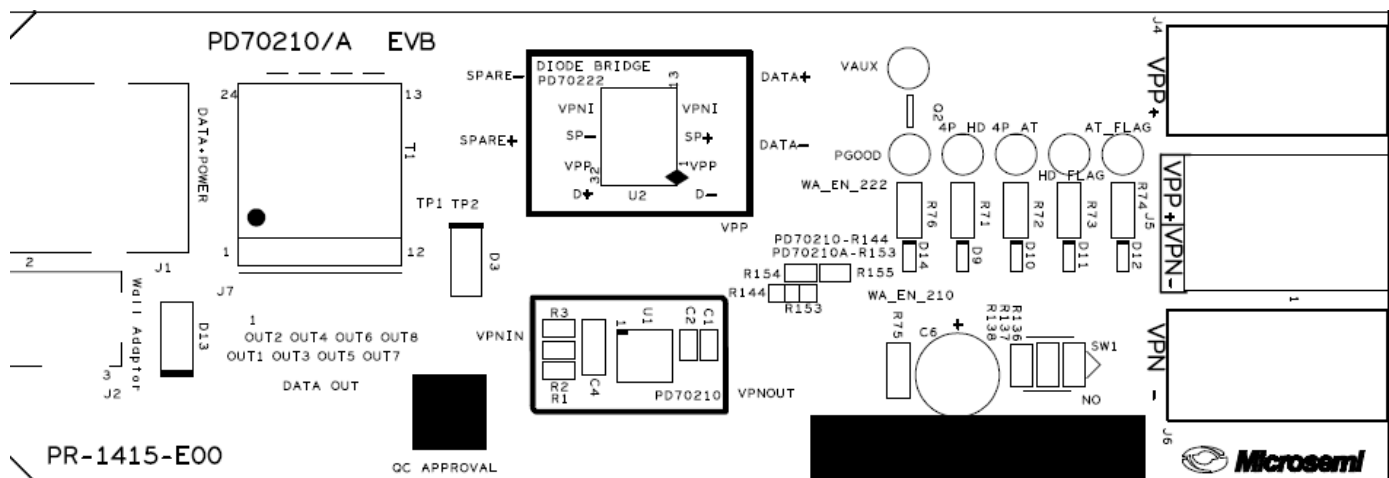 PD70210/A EVB
24
13
DATA+POWER
T1
1
12
2
J1
J7
Wall Adaptor
3
J2
D13
1
OUT2 OUT4 OUT6 OUT8
OUT1 OUT3 OUT5 OUT7
DATA OUT
PR-1415-E00
QC APPROVAL
TP1 TP2
D3
SPARE-
SPARE+
DIODE BRIDGE
PD70222
13
VPNI
VPNI
SP-
SP+
VPP
VPP
32
1
D+
U2
D-
VPP
DATA+
DATA-
VPNIN
R3
U1
1
C2
C1
R2
R1
C4
PD70210
VPNOUT
VAUX
Q2
4P_HD 4P_AT
AT_FLAG
PGOOD
HD_FLAG
WA_EN_222
R76
R71
R72
R73
R74
PD70210-R144
PD70210A-R153
D14
D9
D10
D11
D12
R154
R155
R144
R153
WA_EN_210
R75
C6
+
R138
R137
R136
SW1
NO
J4
VPP+
J5
VPP+ VPN-
1
VPN -
J6
Microsemi